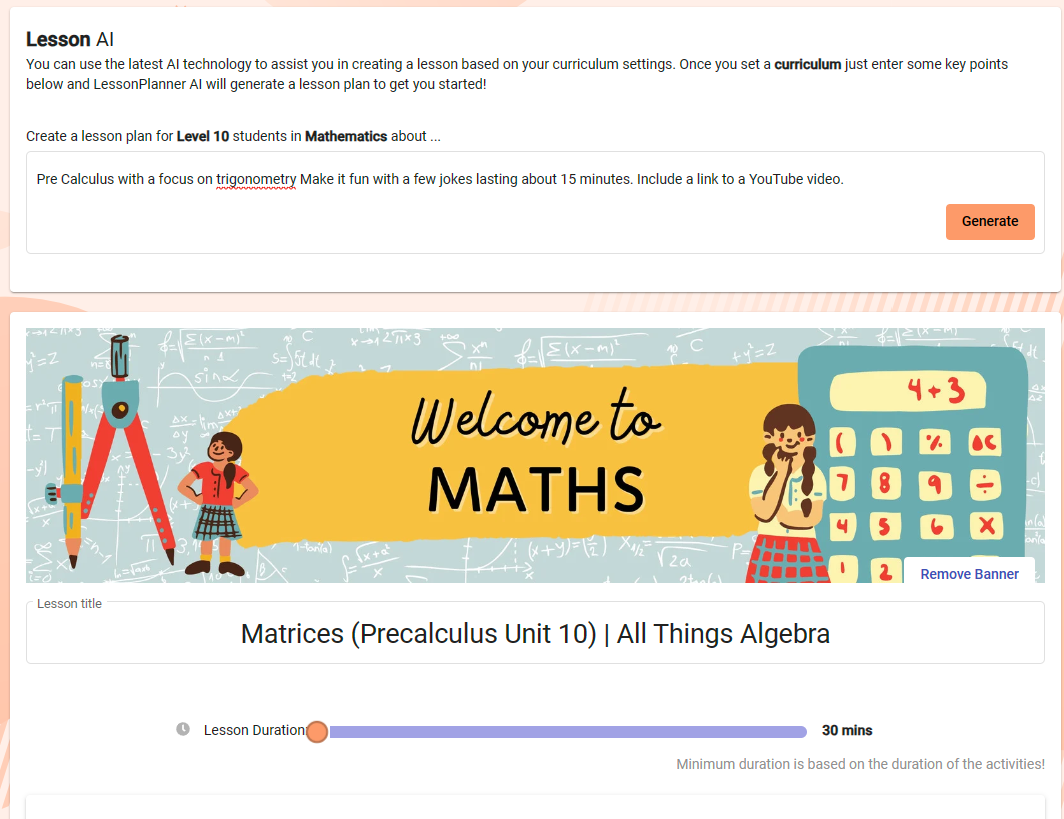 Lesson AI
You can use the latest AI technology to assist you in creating a lesson based on your curriculum settings. Once you set a curriculum just enter some key points
below and LessonPlanner AI will generate a lesson plan to get you started!
Create a lesson plan for Level 10 students in Mathematics about ...
Pre Calculus with a focus on trigonometry Make it fun with a few jokes lasting about 15 minutes. Include a link to a YouTube video.
Generate
Welcome to
MATHS
4+3
( ) % AC
7 8 9 ÷
4 5 6 X
1 2
Remove Banner
Lesson title
Matrices (Precalculus Unit 10) | All Things Algebra
Lesson Duration 30 mins
Minimum duration is based on the duration of the activities!